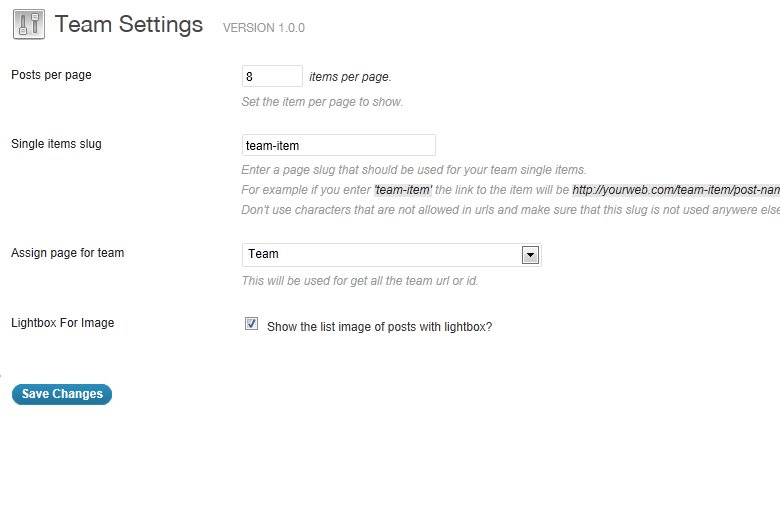 Team Settings VERSION 1.0.0
Posts per page 8 items per page.
Set the item per page to show.
Single items slug team-item
Enter a page slug that should be used for your team single items.
For example if you enter 'team-item' the link to the item will be http://yourweb.com/team-item/post-nam
Don't use characters that are not allowed in urls and make sure that this slug is not used anywere else
Assign page for team Team
This will be used for get all the team url or id.
Lightbox For Image Show the list image of posts with lightbox?
Save Changes